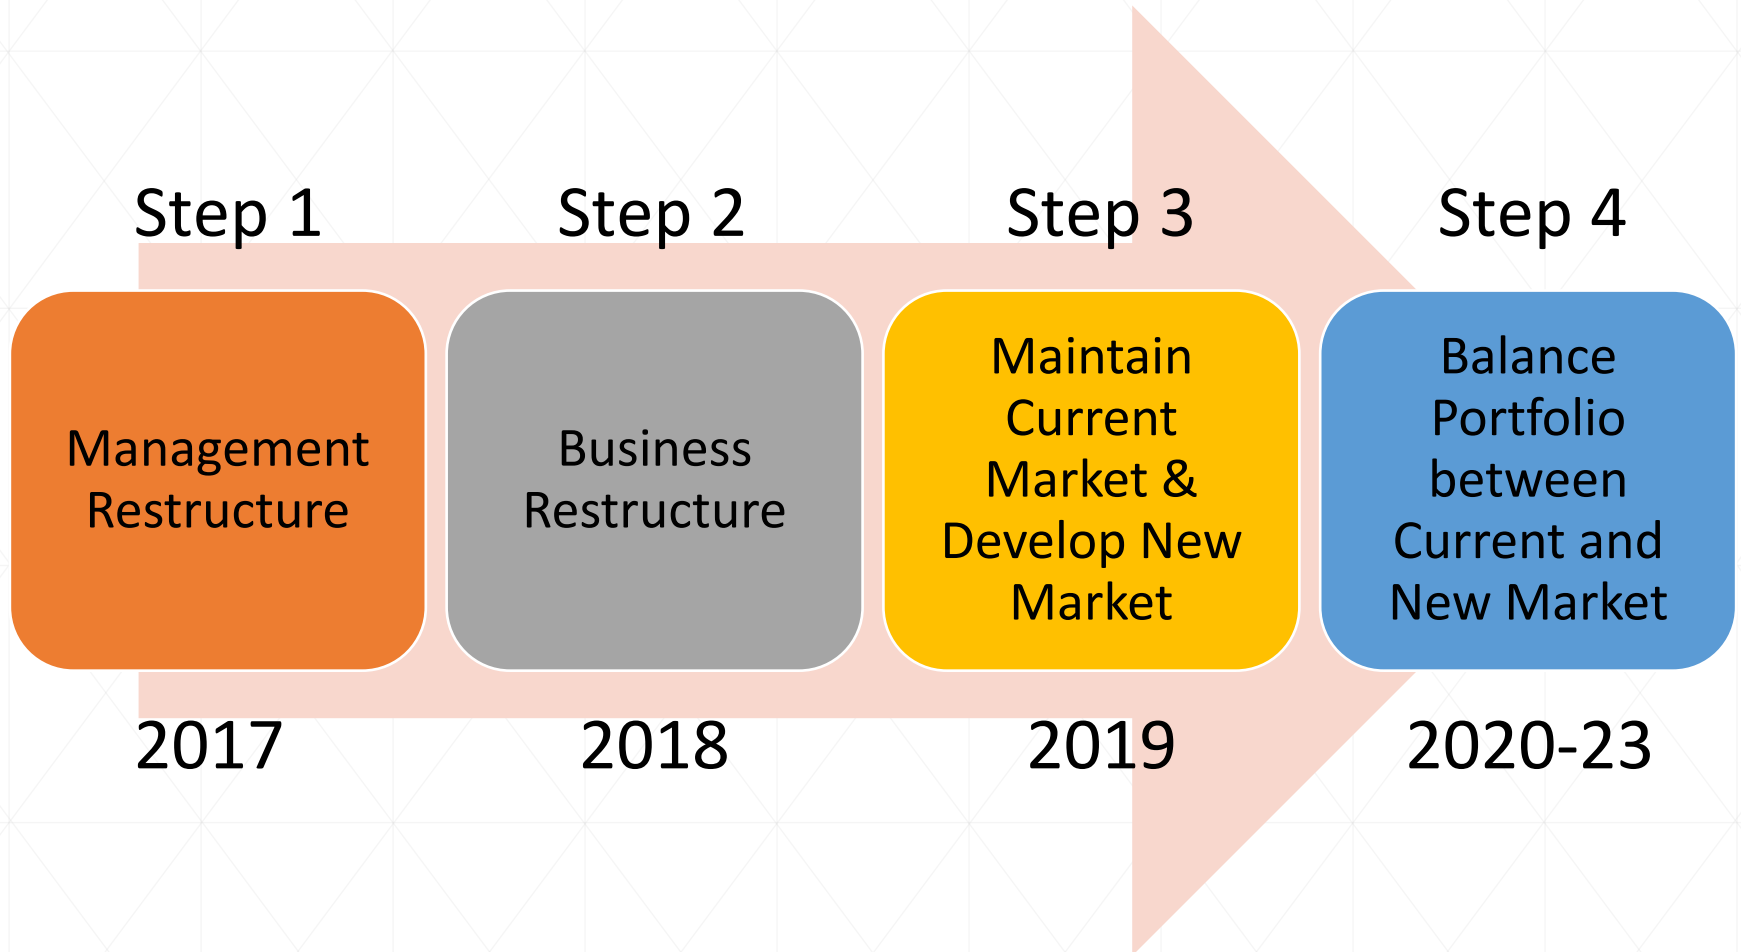 Step 1
Step 2
Step 3
Step 4
Management
Restructure
Business
Restructure
Maintain
Current
Market &
Develop New
Market
Balance
Portfolio
between
Current and
New Market
2017
2018
2019
2020-23